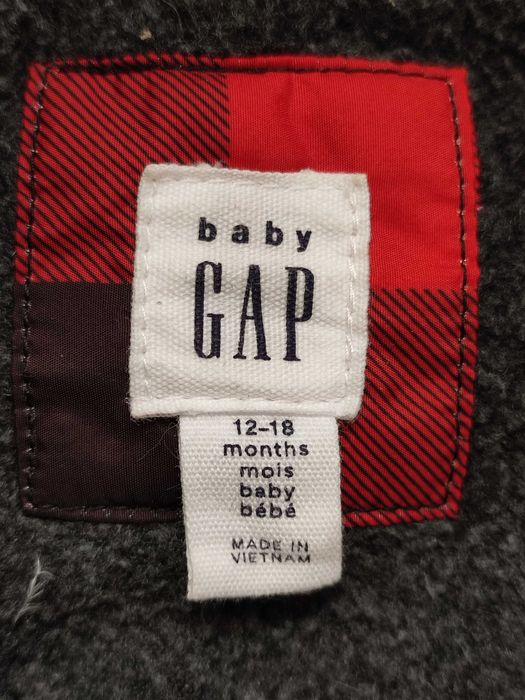 baby
GAP
12-18
months
mois
baby
bébé
MADE IN
VIETNAM